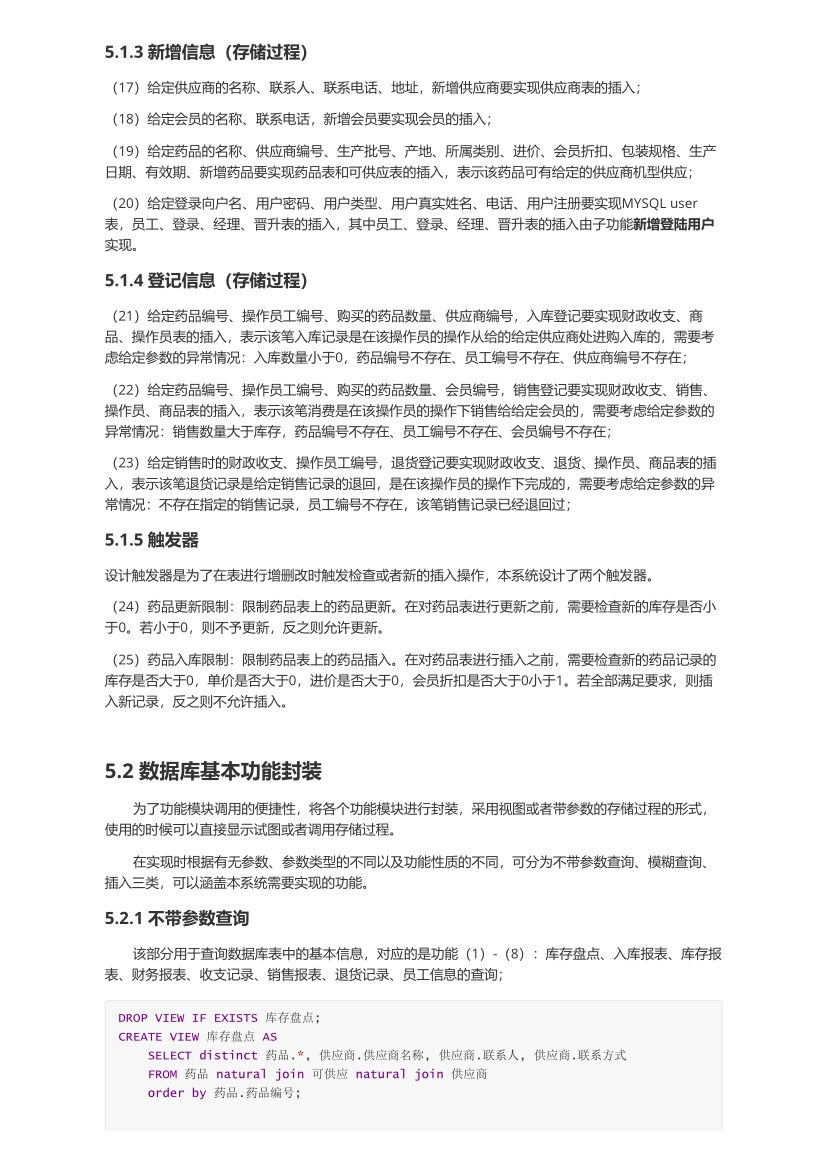 5.1.3 新增信息（存储过程）
（17）给定供应商的名称、联系人、联系电话、地址，新增供应商要实现供应商表的插入；
（18）给定会员的名称、联系电话，新增会员要实现会员的插入；
（19）给定药品的名称、供应商编号、生产批号、产地、所属类别、进价、会员折扣、包装规格、生产
日期、有效期、新增药品要实现药品表和可供应表的插入，表示该药品可有给定的供应商机型供应；
（20）给定登录向户名、用户密码、用户类型、用户真实姓名、电话、用户注册要实现MYSQL user
表，员工、登录、经理、晋升表的插入，其中员工、登录、经理、晋升表的插入由子功能新增登陆用户
实现。
5.1.4 登记信息（存储过程）
（21）给定药品编号、操作员工编号、购买的药品数量、供应商编号，入库登记要实现财政收支、商
品、操作员表的插入，表示该笔入库记录是在该操作员的操作从给的给定供应商处进购入库的，需要考
虑给定参数的异常情况：入库数量小于0，药品编号不存在、员工编号不存在、供应商编号不存在；
（22）给定药品编号、操作员工编号、购买的药品数量、会员编号，销售登记要实现财政收支、销售、
操作员、商品表的插入，表示该笔消费是在该操作员的操作下销售给给定会员的，需要考虑给定参数的
异常情况：销售数量大于库存，药品编号不存在、员工编号不存在、会员编号不存在；
（23）给定销售时的财政收支、操作员工编号，退货登记要实现财政收支、退货、操作员、商品表的插
入，表示该笔退货记录是给定销售记录的退回，是在该操作员的操作下完成的，需要考虑给定参数的异
常情况：不存在指定的销售记录，员工编号不存在，该笔销售记录已经退回过；
5.1.5 触发器
设计触发器是为了在表进行增删改时触发检查或者新的插入操作，本系统设计了两个触发器。
（24）药品更新限制：限制药品表上的药品更新。在对药品表进行更新之前，需要检查新的库存是否小
于0。若小于0，则不予更新，反之则允许更新。
（25）药品入库限制：限制药品表上的药品插入。在对药品表进行插入之前，需要检查新的药品记录的
库存是否大于0，单价是否大于0，进价是否大于0，会员折扣是否大于0小于1。若全部满足要求，则插
入新记录，反之则不允许插入。
5.2 数据库基本功能封装
为了功能模块调用的便捷性，将各个功能模块进行封装，采用视图或者带参数的存储过程的形式，
使用的时候可以直接显示试图或者调用存储过程。
在实现时根据有无参数、参数类型的不同以及功能性质的不同，可分为不带参数查询、模糊查询、
插入三类，可以涵盖本系统需要实现的功能。
5.2.1 不带参数查询
该部分用于查询数据库表中的基本信息，对应的是功能（1）-（8）：库存盘点、入库报表、库存报
表、财务报表、收支记录、销售报表、退货记录、员工信息的查询；
DROP VIEW IF EXISTS 库存盘点;
CREATE VIEW 库存盘点 AS
SELECT distinct 药品.*, 供应商.供应商名称, 供应商.联系人, 供应商.联系方式
FROM 药品 natural join 可供应 natural join 供应商
order by 药品.药品编号;